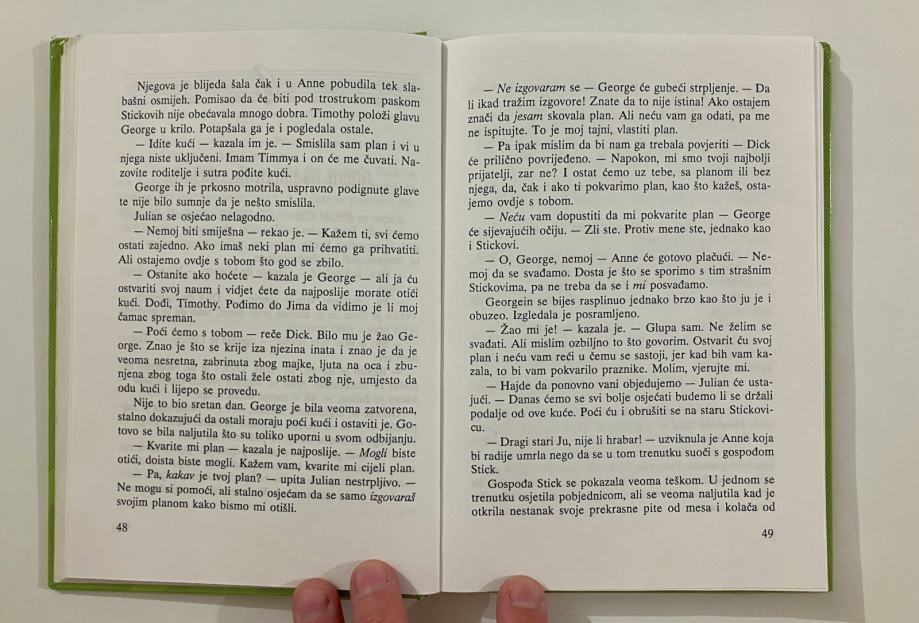 Njegova je blijeda šala čak i u Anne pobudila tek sla-
bašni osmijeh. Pomisao da će biti pod trostrukom paskom
Stickovih nije obećavala mnogo dobra. Timothy položi glavu
George u krilo. Potapšala ga je i pogledala ostale.
— Idite kući — kazala im je. — Smislila sam plan i vi u
njega niste uključeni. Imam Timmya i on će me čuvati. Na-
zovite roditelje i sutra pođite kući.
George ih je prkosno motrila, uspravno podignute glave
te nije bilo sumnje da je nešto smislila.
Julian se osjećao nelagodno.
— Nemoj biti smiješna — rekao je. — Kažem ti, svi ćemo
ostati zajedno. Ako imaš neki plan mi ćemo ga prihvatiti.
Ali ostajemo ovdje s tobom što god se zbilo.
— Ostanite ako hoćete — kazala je George — ali ja ću
ostvariti svoj naum i vidjet ćete da najposlije morate otići
kući. Dođi, Timothy. Pođimo do Jima da vidimo je li moj
čamac spreman.
— Poći ćemo s tobom — reče Dick. Bilo mu je žao Ge-
orge. Znao je što se krije iza njezina inata i znao je da je
veoma nesretna, zabrinuta zbog majke, ljuta na oca i zbu-
njena zbog toga što ostali žele ostati zbog nje, umjesto da
odu kući i lijepo se provedu.
Nije to bio sretan dan. George je bila veoma zatvorena,
stalno dokazujući da ostali moraju poći kući i ostaviti je. Go-
tovo se bila naljutila što su toliko uporni u svom odbijanju.
— Kvarite mi plan — kazala je najposlije. — Mogli biste
otići, doista biste mogli. Kažem vam, kvarite mi cijeli plan.
— Pa, kakav je tvoj plan? — upita Julian nestrpljivo. —
Ne mogu si pomoći, ali stalno osjećam da se samo izgovaraš
svojim planom kako bismo mi otišli.
48
— Ne izgovaram se — George će gubeći strpljenje. — Da
li ikad tražim izgovore! Znate da to nije istina! Ako ostajem
znači da jesam skovala plan. Ali neću vam ga odati, pa me
ne ispitujte. To je moj tajni, vlastiti plan.
— Pa ipak mislim da bi nam ga trebala povjeriti — Dick
će prilično povrijeđeno. — Napokon, mi smo tvoji najbolji
prijatelji, zar ne? I ostat ćemo uz tebe, sa planom ili bez
njega, da, čak i ako ti pokvarimo plan, kao što kažeš, osta-
jemo ovdje s tobom.
— Neću vam dopustiti da mi pokvarite plan — George
će sijevajućih očiju. — Zli ste. Protiv mene ste, jednako kao
i Stickovi.
— O, George, nemoj — Anne će gotovo plačući. — Ne-
moj da se svađamo. Dosta je što se sporimo s tim strašnim
Stickovima, pa ne treba da se i mi posvađamo.
Georgein se bijes rasplinuo jednako brzo kao što ju je i
obuzeo. Izgledala je posramljeno.
— Žao mi je! — kazala je. — Glupa sam. Ne želim se
svađati. Ali mislim ozbiljno to što govorim. Ostvarit ću svoj
plan i neću vam reći u čemu se sastoji, jer kad bih vam ka-
zala, to bi vam pokvarilo praznike. Molim, vjerujte mi.
— Hajde da ponovno vani objedujemo — Julian će usta-
jući. — Danas ćemo se svi bolje osjećati budemo li se držali
podalje od ove kuće. Poći ću i obrušiti se na staru Stickovi-
cu.
— Dragi stari Ju, nije li hrabar! — uzviknula je Anne koja
bi radije umrla nego da se u tom trenutku suoči s gospođom
Stick.
Gospođa Stick se pokazala veoma teškom. U jednom se
trenutku osjetila pobjednicom, ali se veoma naljutila kad je
otkrila nestanak svoje prekrasne pite od mesa i kolača od
49